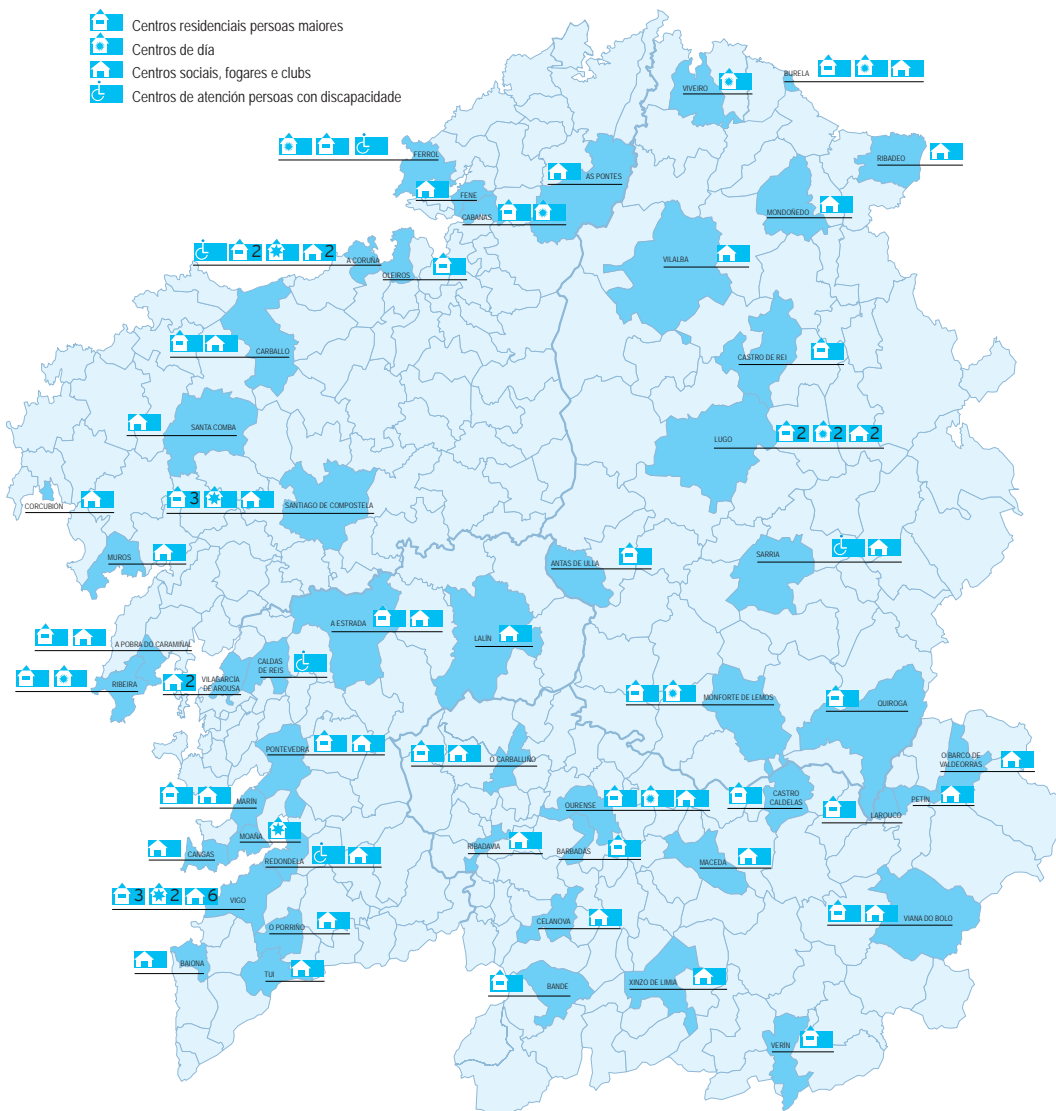 Centros residenciais persoas maiores
Centros de día
Centros sociais, fogares e clubs
Centros de atención persoas con discapacidade
BURELA
VIVEIRO
RIBADEO
FERROL
AS PONTES
FENE
CABANAS
MONDOÑEDO
2 2
A CORUÑA
OLEIROS
VILALBA
CARBALLO
CASTRO DE REI
SANTA COMBA
LUGO
2 2 2
CORCUBIÓN
3
SANTIAGO DE COMPOSTELA
MUROS
ANTAS DE ULLA
SARRIA
A ESTRADA
LALÍN
A POBRA DO CARAMIÑAL
RIBEIRA
2
VILAGARCÍA
DE AROUSA
CALDAS
DE REIS
MONFORTE DE LEMOS
QUIROGA
PONTEVEDRA
O CARBALLIÑO
O BARCO DE
VALDEORRAS
MARÍN
OURENSE
CASTRO
CALDELAS
PETÍN
LAROUCO
MOAÑA
CANGAS
REDONDELA
RIBADAVIA
BARBADÁS
MACEDA
3 2 6
VIGO
O PORRIÑO
CELANOVA
VIANA DO BOLO
BAIONA
TUI
BANDE
XINZO DE LIMIA
VERÍN